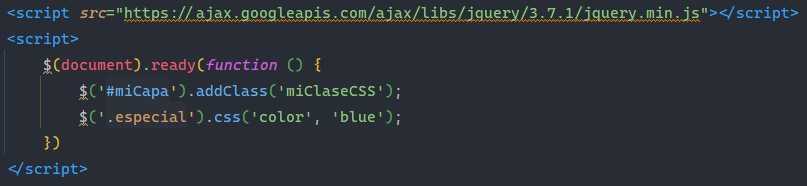 <script src="https://ajax.googleapis.com/ajax/libs/jquery/3.7.1/jquery.min.js"></script>
<script>
    $(document).ready(function () {
        $('#miCapa').addClass('miClaseCSS');
        $('.especial').css('color', 'blue');
    })
</script>